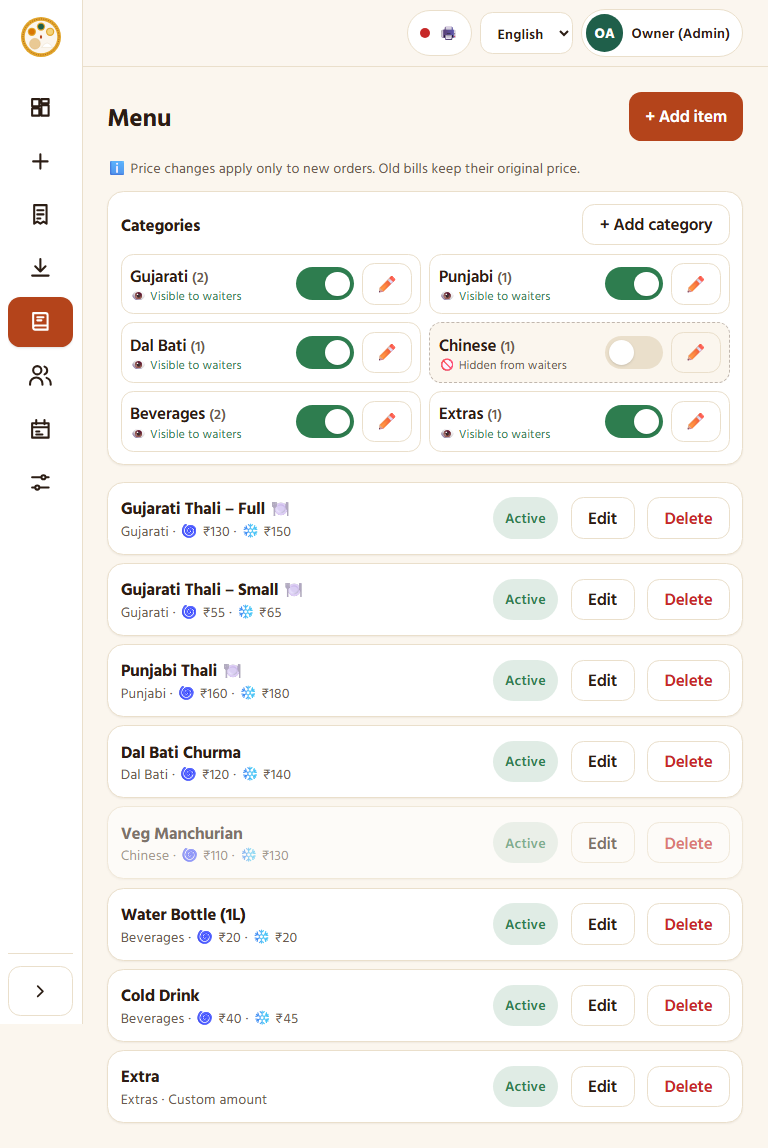 English
OA
Owner (Admin)
Menu
+ Add item
Price changes apply only to new orders. Old bills keep their original price.
Categories
+ Add category
Gujarati (2)
Visible to waiters
Punjabi (1)
Visible to waiters
Dal Bati (1)
Visible to waiters
Chinese (1)
Hidden from waiters
Beverages (2)
Visible to waiters
Extras (1)
Visible to waiters
Gujarati Thali – Full
Gujarati · ₹130 · ₹150
Active
Edit
Delete
Gujarati Thali – Small
Gujarati · ₹55 · ₹65
Active
Edit
Delete
Punjabi Thali
Punjabi · ₹160 · ₹180
Active
Edit
Delete
Dal Bati Churma
Dal Bati · ₹120 · ₹140
Active
Edit
Delete
Veg Manchurian
Chinese · ₹110 · ₹130
Active
Edit
Delete
Water Bottle (1L)
Beverages · ₹20 · ₹20
Active
Edit
Delete
Cold Drink
Beverages · ₹40 · ₹45
Active
Edit
Delete
Extra
Extras · Custom amount
Active
Edit
Delete